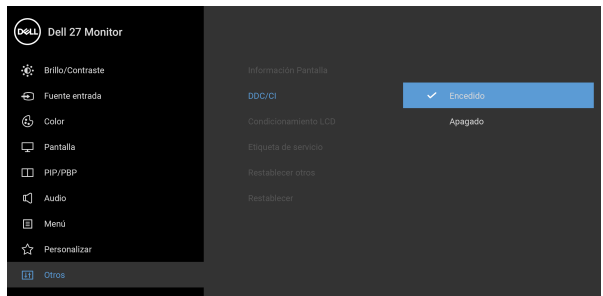 DELL Dell 27 Monitor
Brillo/Contraste
Fuente entrada
Color
Pantalla
PIP/PBP
Audio
Menú
Personalizar
Otros
Información Pantalla
DDC/CI
Condicionamiento LCD
Etiqueta de servicio
Restablecer otros
Restablecer
Encedido
Apagado